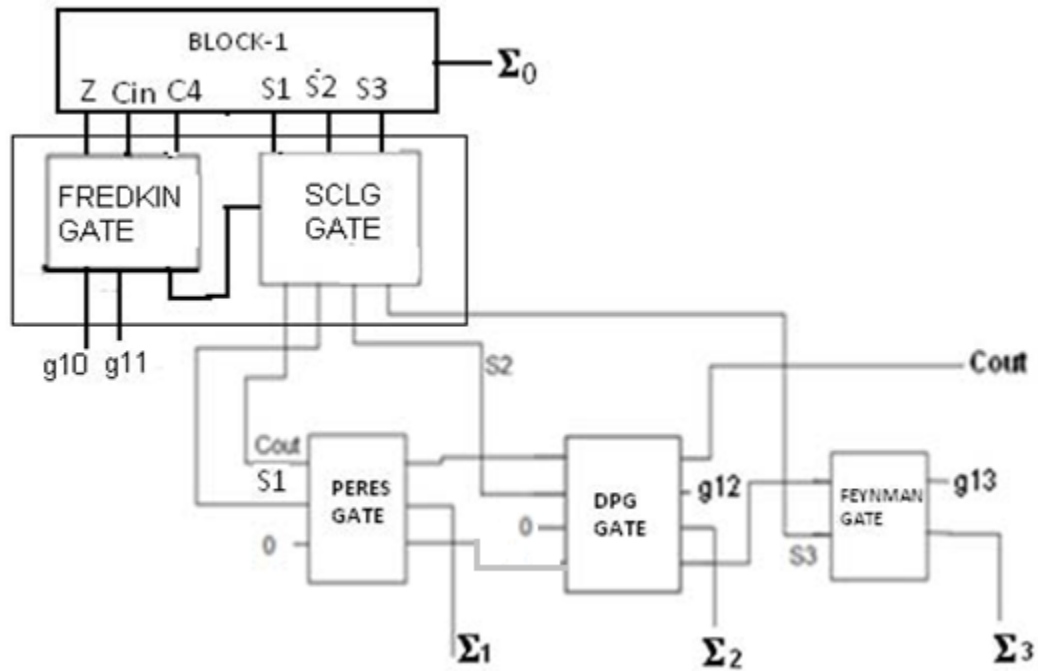 BLOCK-1
Σ0
Z Cin C4 S1 S2 S3
FREDKIN
GATE
SCLG
GATE
g10 g11
S2
Cout
Cout
S1
PERES
GATE
0
DPG
GATE
0
g12
FEYNMAN
GATE
g13
S3
Σ1
Σ2
Σ3